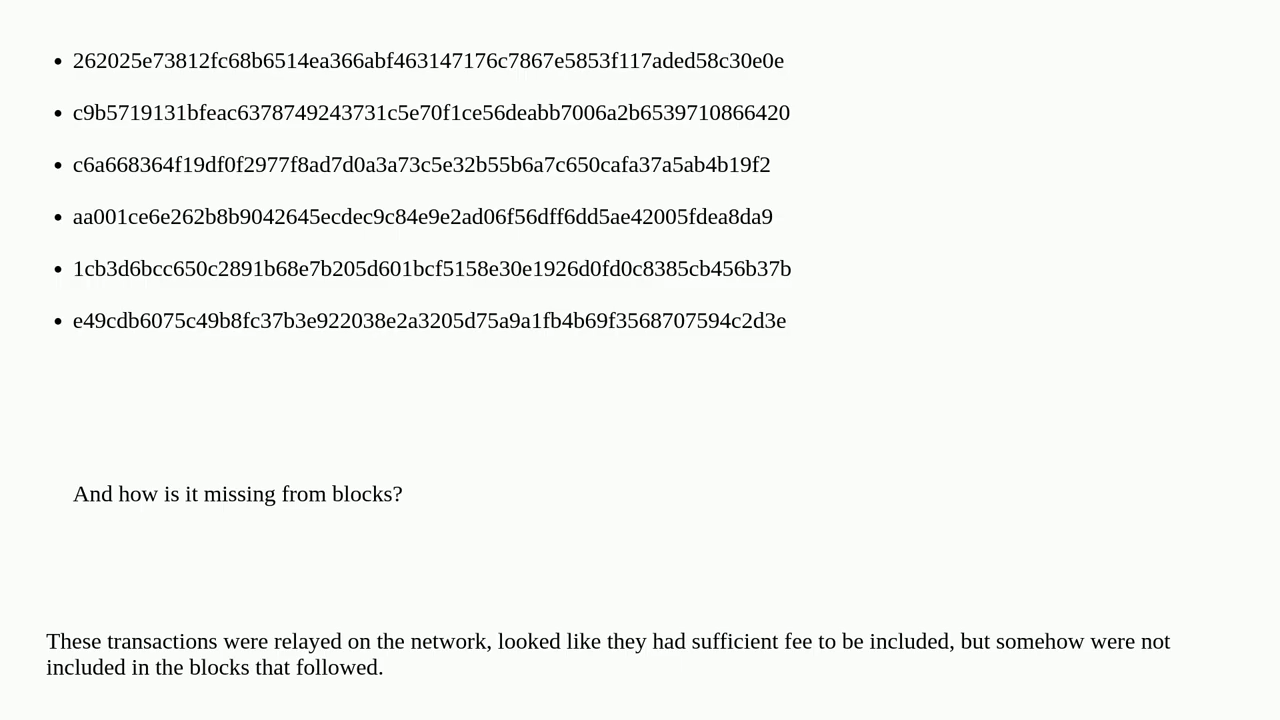 262025e73812fc68b6514ea366abf463147176c7867e5853f117aded58c30e0e
c9b5719131bfeac6378749243731c5e70f1ce56deabb7006a2b6539710866420
c6a668364f19df0f2977f8ad7d0a3a73c5e32b55b6a7c650cafa37a5ab4b19f2
aa001ce6e262b8b9042645ecdec9c84e9e2ad06f56dff6dd5ae42005fdea8da9
1cb3d6bcc650c2891b68e7b205d601bcf5158e30e1926d0fd0c8385cb456b37b
e49cdb6075c49b8fc37b3e922038e2a3205d75a9a1fb4b69f3568707594c2d3e
And how is it missing from blocks?
These transactions were relayed on the network, looked like they had sufficient fee to be included, but somehow were not
included in the blocks that followed.